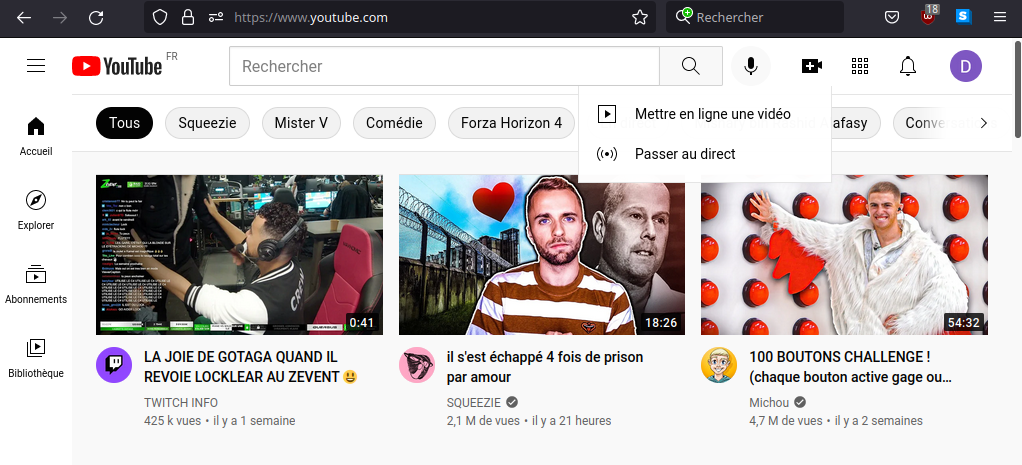 https://www.youtube.com
Rechercher
18
YouTube FR
Rechercher
D
Mettre en ligne une vidéo
Passer au direct
Tous
Squeezie
Mister V
Comédie
Forza Horizon 4
afasy
Accueil
Explorer
Abonnements
Bibliothèque
0:41
18:26
54:32
LA JOIE DE GOTAGA QUAND IL
REVOIE LOCKLEAR AU ZEVENT 😃
TWITCH INFO
425 k vues • il y a 1 semaine
il s'est échappé 4 fois de prison
par amour
SQUEEZIE
2,1 M de vues • il y a 21 heures
100 BOUTONS CHALLENGE !
(chaque bouton active gage ou...
Michou
4,7 M de vues • il y a 2 semaines